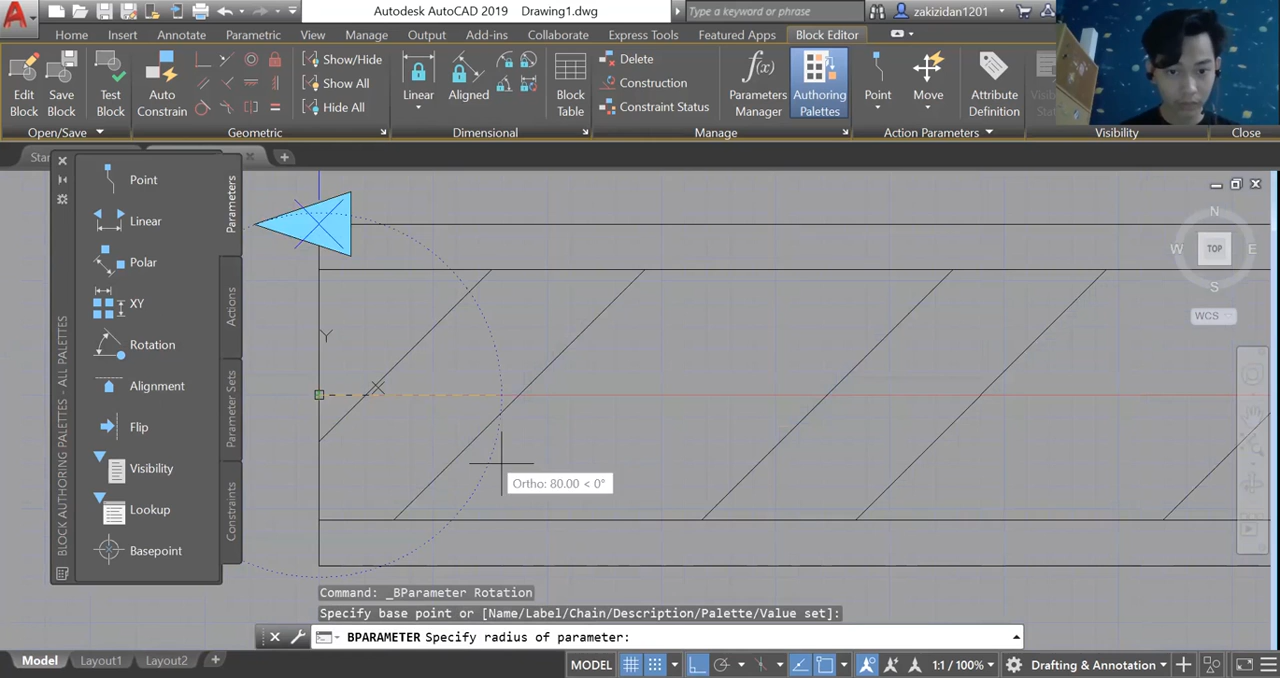 Autodesk AutoCAD 2019 Drawing1.dwg
Type a keyword or phrase
zakizidan1201
Home Insert Annotate Parametric View Manage Output Add-ins Collaborate Express Tools Featured Apps Block Editor
Edit Block
Save Block
Test Block
Auto Constrain
Show/Hide
Show All
Hide All
Linear
Aligned
Block Table
Delete
Construction
Constraint Status
Parameters Manager
Authoring Palettes
Point
Move
Attribute Definition
Open/Save Geometric Dimensional Manage Action Parameters Visibility Close
Star
BLOCK AUTHORING PALETTES - ALL PALETTES
Point
Linear
Polar
XY
Rotation
Alignment
Flip
Visibility
Lookup
Basepoint
Parameters
Actions
Parameter Sets
Constraints
Y
X
Ortho: 80.00 < 0°
N
W TOP E
S
WCS
Command: _BParameter Rotation
Specify base point or [Name/Label/Chain/Description/Palette/Value set]:
BPARAMETER Specify radius of parameter:
Model Layout1 Layout2
MODEL 1:1 / 100% Drafting & Annotation